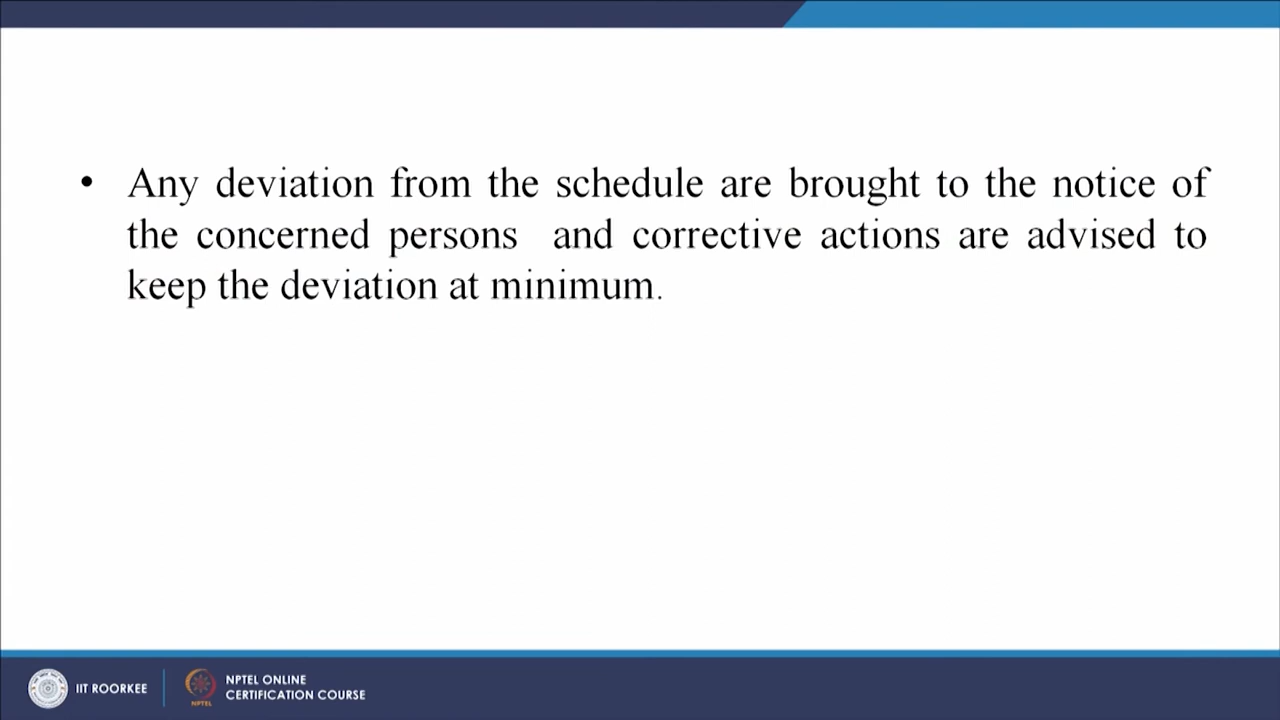 • Any deviation from the schedule are brought to the notice of
the concerned persons and corrective actions are advised to
keep the deviation at minimum.
IIT ROORKEE
NPTEL
NPTEL ONLINE
CERTIFICATION COURSE